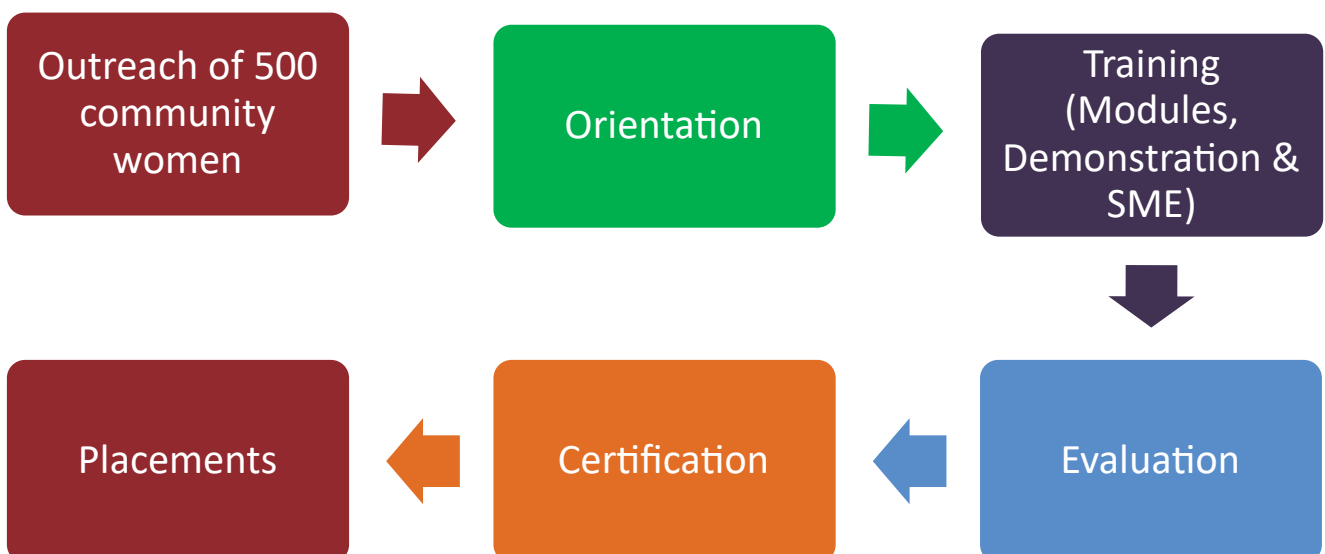 Outreach of 500
community
women
Orientation
Training
(Modules,
Demonstration &
SME)
Evaluation
Certification
Placements